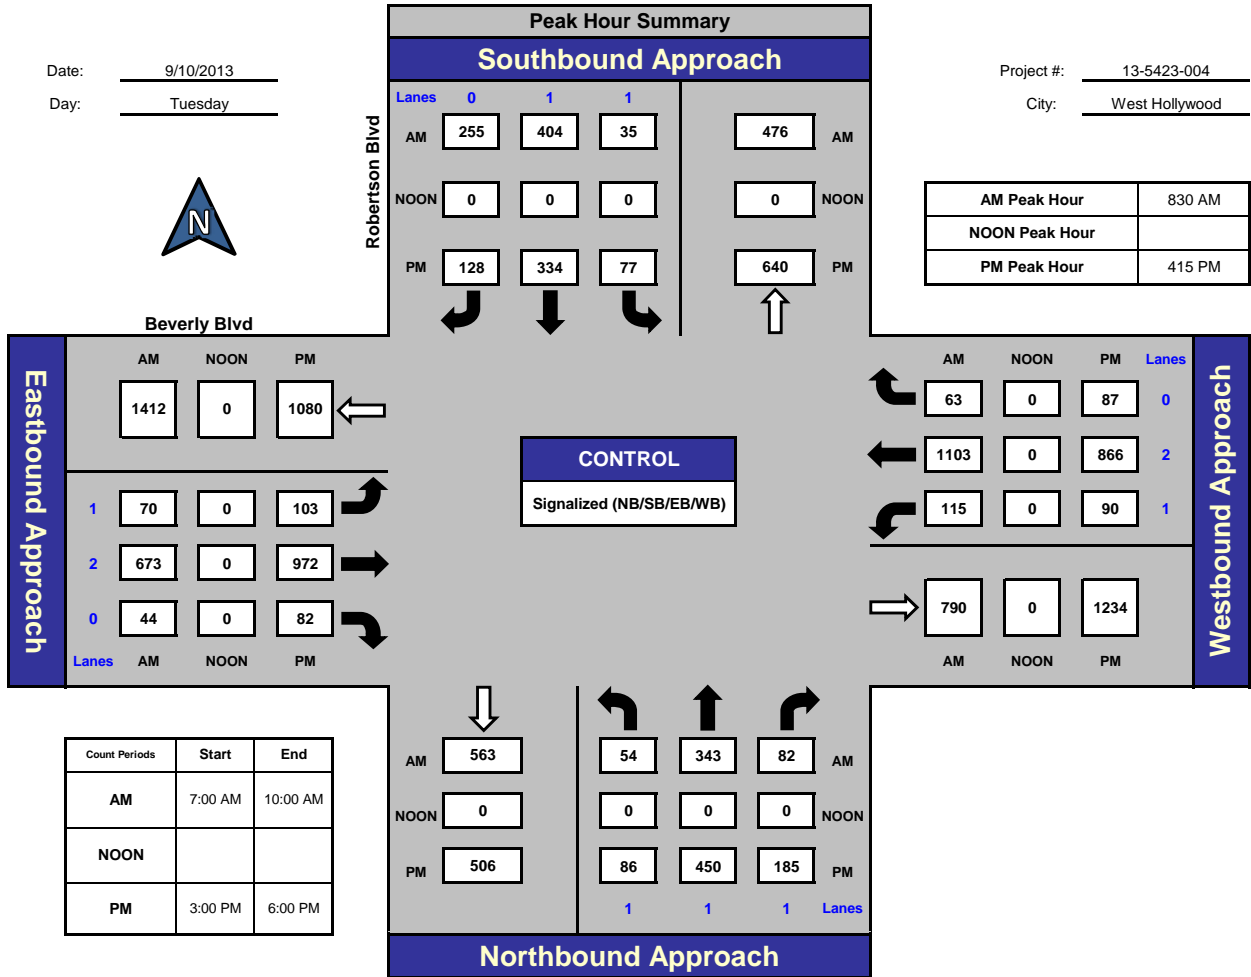 Peak Hour Summary
Southbound Approach
Date: 9/10/2013
Day: Tuesday
Project #: 13-5423-004
City: West Hollywood
N
Robertson Blvd
Lanes 0 1 1
AM 255 404 35 476 AM
NOON 0 0 0 0 NOON
PM 128 334 77 640 PM
AM Peak Hour 830 AM
NOON Peak Hour
PM Peak Hour 415 PM
Beverly Blvd
Eastbound Approach
AM NOON PM
1412 0 1080
1 70 0 103
2 673 0 972
0 44 0 82
Lanes AM NOON PM
CONTROL
Signalized (NB/SB/EB/WB)
AM NOON PM Lanes
63 0 87 0
1103 0 866 2
115 0 90 1
790 0 1234
AM NOON PM
Westbound Approach
Count Periods Start End
AM 7:00 AM 10:00 AM
NOON
PM 3:00 PM 6:00 PM
AM 563 54 343 82 AM
NOON 0 0 0 0 NOON
PM 506 86 450 185 PM
1 1 1 Lanes
Northbound Approach